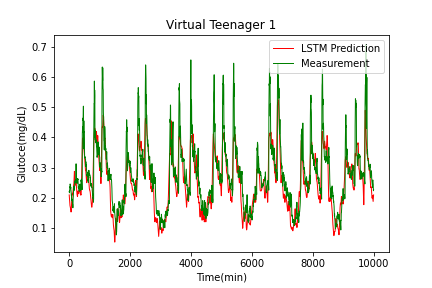 Virtual Teenager 1
LSTM Prediction
Measurement
Glutoce(mg/dL)
0.7
0.6
0.5
0.4
0.3
0.2
0.1
0
2000
4000
6000
8000
10000
Time(min)